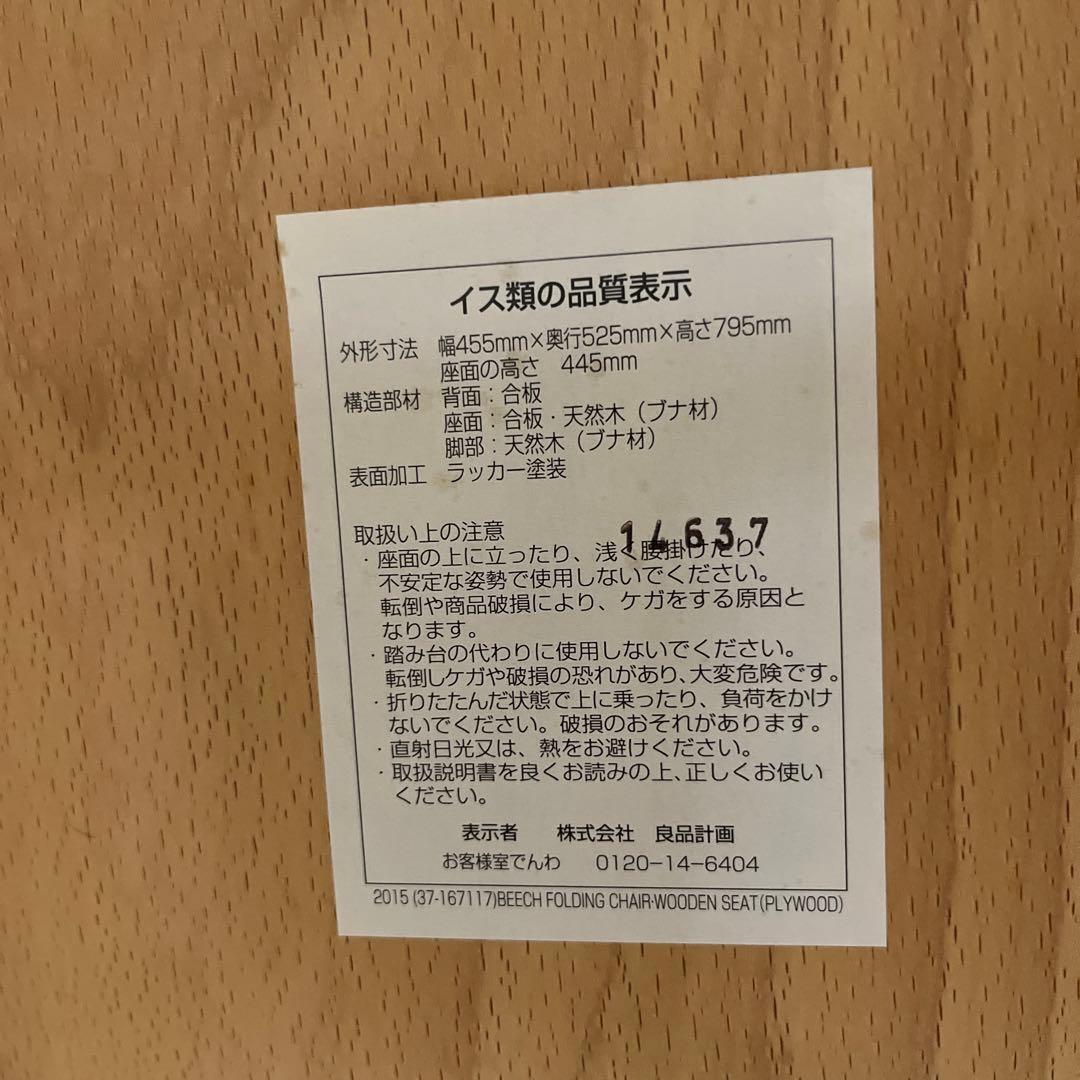 イス類の品質表示
外形寸法 幅455mm×奥行525mm×高さ795mm
座面の高さ 445mm
構造部材 背面：合板
座面：合板・天然木（ブナ材）
脚部：天然木（ブナ材）
表面加工 ラッカー塗装
取扱い上の注意 14637
・座面の上に立ったり、浅く腰掛けたり、
不安定な姿勢で使用しないでください。
転倒や商品破損により、ケガをする原因と
なります。
・踏み台の代わりに使用しないでください。
転倒しケガや破損の恐れがあり、大変危険です。
・折りたたんだ状態で上に乗ったり、負荷をかけ
ないでください。破損のおそれがあります。
・直射日光又は、熱をお避けください。
・取扱説明書を良くお読みの上、正しくお使い
ください。
表示者 株式会社 良品計画
お客様室でんわ 0120-14-6404
2015 (37-167117)BEECH FOLDING CHAIR･WOODEN SEAT(PLYWOOD)